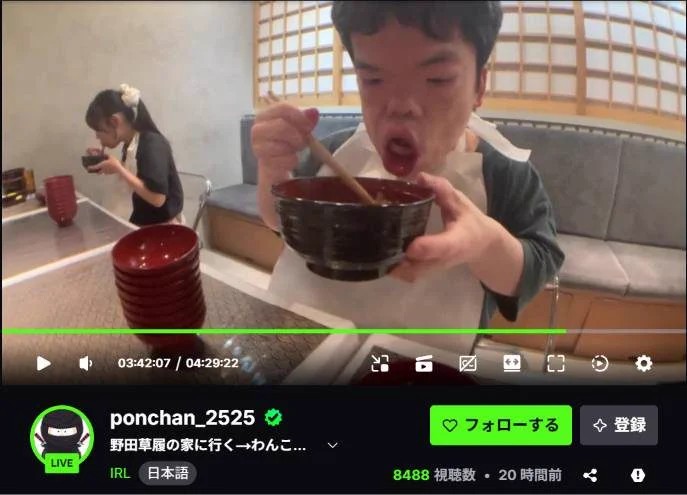 03:42:07 / 04:29:22
ponchan_2525
野田草履の家に行く→わんこ...
LIVE
IRL 日本語
フォローする
登録
8488 視聴数 • 20 時間前